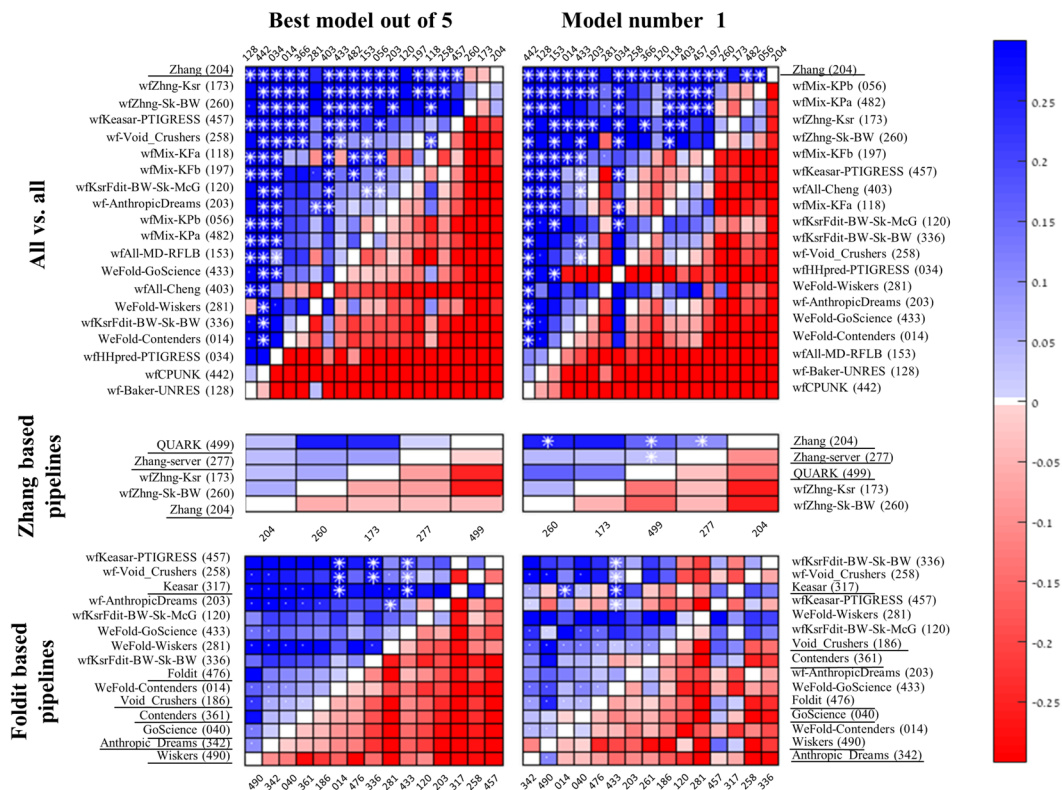 Best model out of 5
Model number 1
128 442 034 014 366 281 403 433 482 153 056 203 120 197 118 258 457 260 173 204
442 128 153 014 433 203 281 034 258 366 120 118 403 457 197 260 173 482 056 204
All vs. all
Zhang (204)
wfZhng-Ksr (173)
wfZhng-Sk-BW (260)
wfKeasar-PTIGRESS (457)
wf-Void_Crushers (258)
wfMix-KFa (118)
wfMix-KFb (197)
wfKsrFdit-BW-Sk-McG (120)
wf-AnthropicDreams (203)
wfMix-KPb (056)
wfMix-KPa (482)
wfAll-MD-RFLB (153)
WeFold-GoScience (433)
wfAll-Cheng (403)
WeFold-Wiskers (281)
wfKsrFdit-BW-Sk-BW (336)
WeFold-Contenders (014)
wfHHpred-PTIGRESS (034)
wfCPUNK (442)
wf-Baker-UNRES (128)
Zhang (204)
wfMix-KPb (056)
wfMix-KPa (482)
wfZhng-Ksr (173)
wfZhng-Sk-BW (260)
wfMix-KFb (197)
wfKeasar-PTIGRESS (457)
wfAll-Cheng (403)
wfMix-KFa (118)
wfKsrFdit-BW-Sk-McG (120)
wfKsrFdit-BW-Sk-BW (336)
wf-Void_Crushers (258)
wfHHpred-PTIGRESS (034)
WeFold-Wiskers (281)
wf-AnthropicDreams (203)
WeFold-GoScience (433)
WeFold-Contenders (014)
wfAll-MD-RFLB (153)
wf-Baker-UNRES (128)
wfCPUNK (442)
Zhang based
pipelines
QUARK (499)
Zhang-server (277)
wfZhng-Ksr (173)
wfZhng-Sk-BW (260)
Zhang (204)
204 260 173 277 499
Zhang (204)
Zhang-server (277)
QUARK (499)
wfZhng-Ksr (173)
wfZhng-Sk-BW (260)
260 173 499 277 204
Foldit based
pipelines
wfKeasar-PTIGRESS (457)
wf-Void_Crushers (258)
Keasar (317)
wf-AnthropicDreams (203)
wfKsrFdit-BW-Sk-McG (120)
WeFold-GoScience (433)
WeFold-Wiskers (281)
wfKsrFdit-BW-Sk-BW (336)
Foldit (476)
WeFold-Contenders (014)
Void_Crushers (186)
Contenders (361)
GoScience (040)
Anthropic_Dreams (342)
Wiskers (490)
490 342 040 361 186 476 014 336 281 433 120 203 317 258 457
wfKsrFdit-BW-Sk-BW (336)
wf-Void_Crushers (258)
Keasar (317)
wfKeasar-PTIGRESS (457)
WeFold-Wiskers (281)
wfKsrFdit-BW-Sk-McG (120)
Void_Crushers (186)
Contenders (361)
wf-AnthropicDreams (203)
WeFold-GoScience (433)
Foldit (476)
GoScience (040)
WeFold-Contenders (014)
Wiskers (490)
Anthropic_Dreams (342)
342 490 014 040 476 433 203 261 186 120 281 457 317 258 336
0.25
0.2
0.15
0.1
0.05
0
-0.05
-0.1
-0.15
-0.2
-0.25